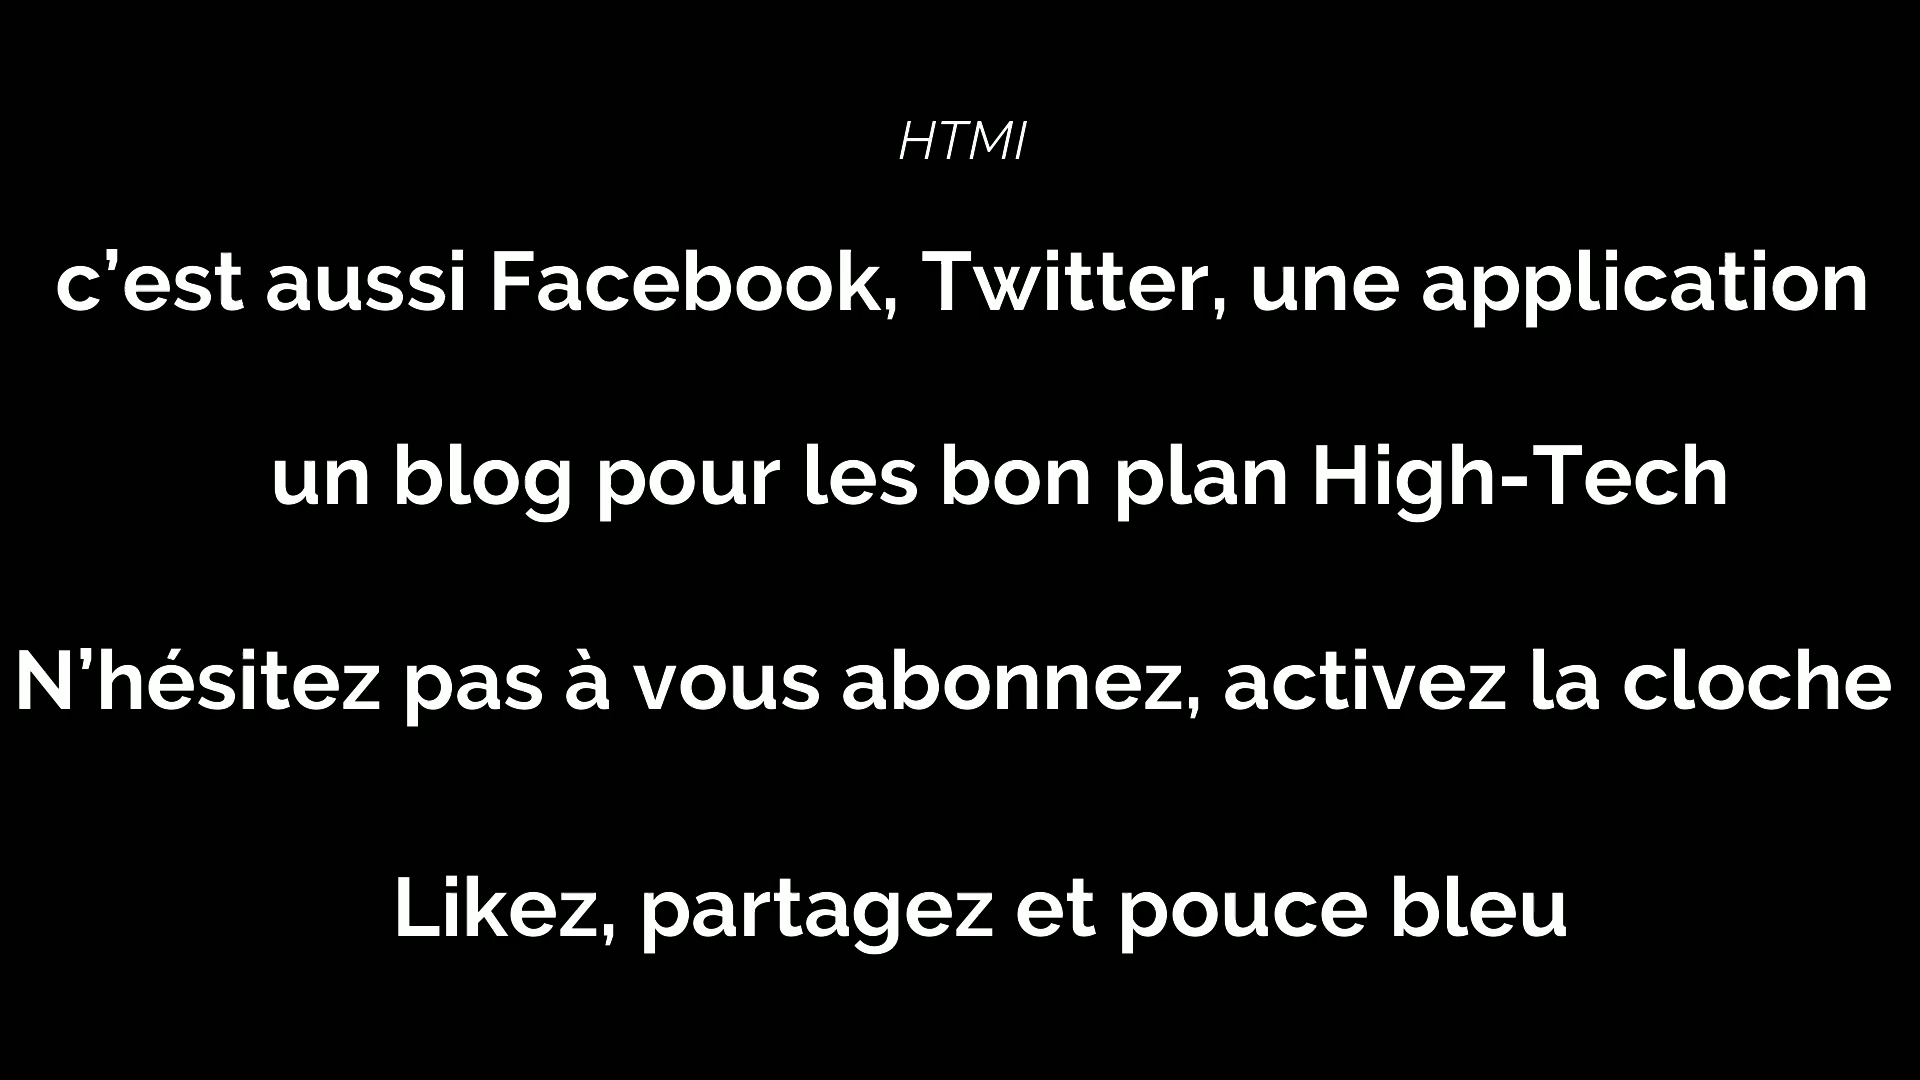 HTMI
c’est aussi Facebook, Twitter, une application
un blog pour les bon plan High-Tech
N’hésitez pas à vous abonnez, activez la cloche
Likez, partagez et pouce bleu